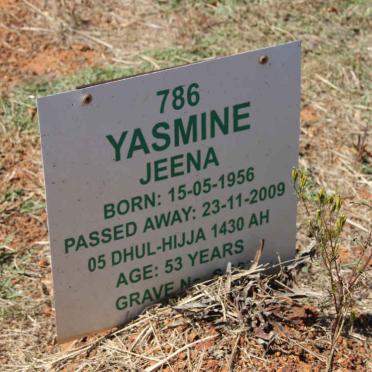 786
YASMINE
JEENA
BORN: 15-05-1956
PASSED AWAY: 23-11-2009
05 DHUL-HIJJA 1430 AH
AGE: 53 YEARS
GRAVE